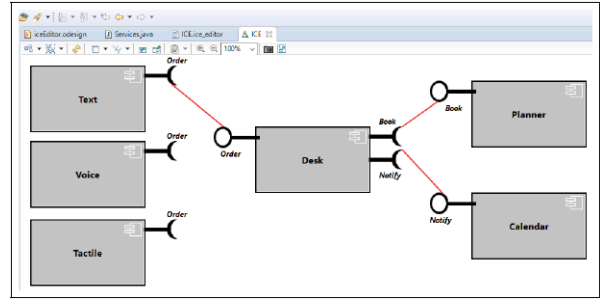 iceEditor.odesign Services.java ICE.ice_editor ICE
100%
Order
Text
Order
Voice
Order
Tactile
Order
Desk
Book
Notify
Book
Planner
Notify
Calendar